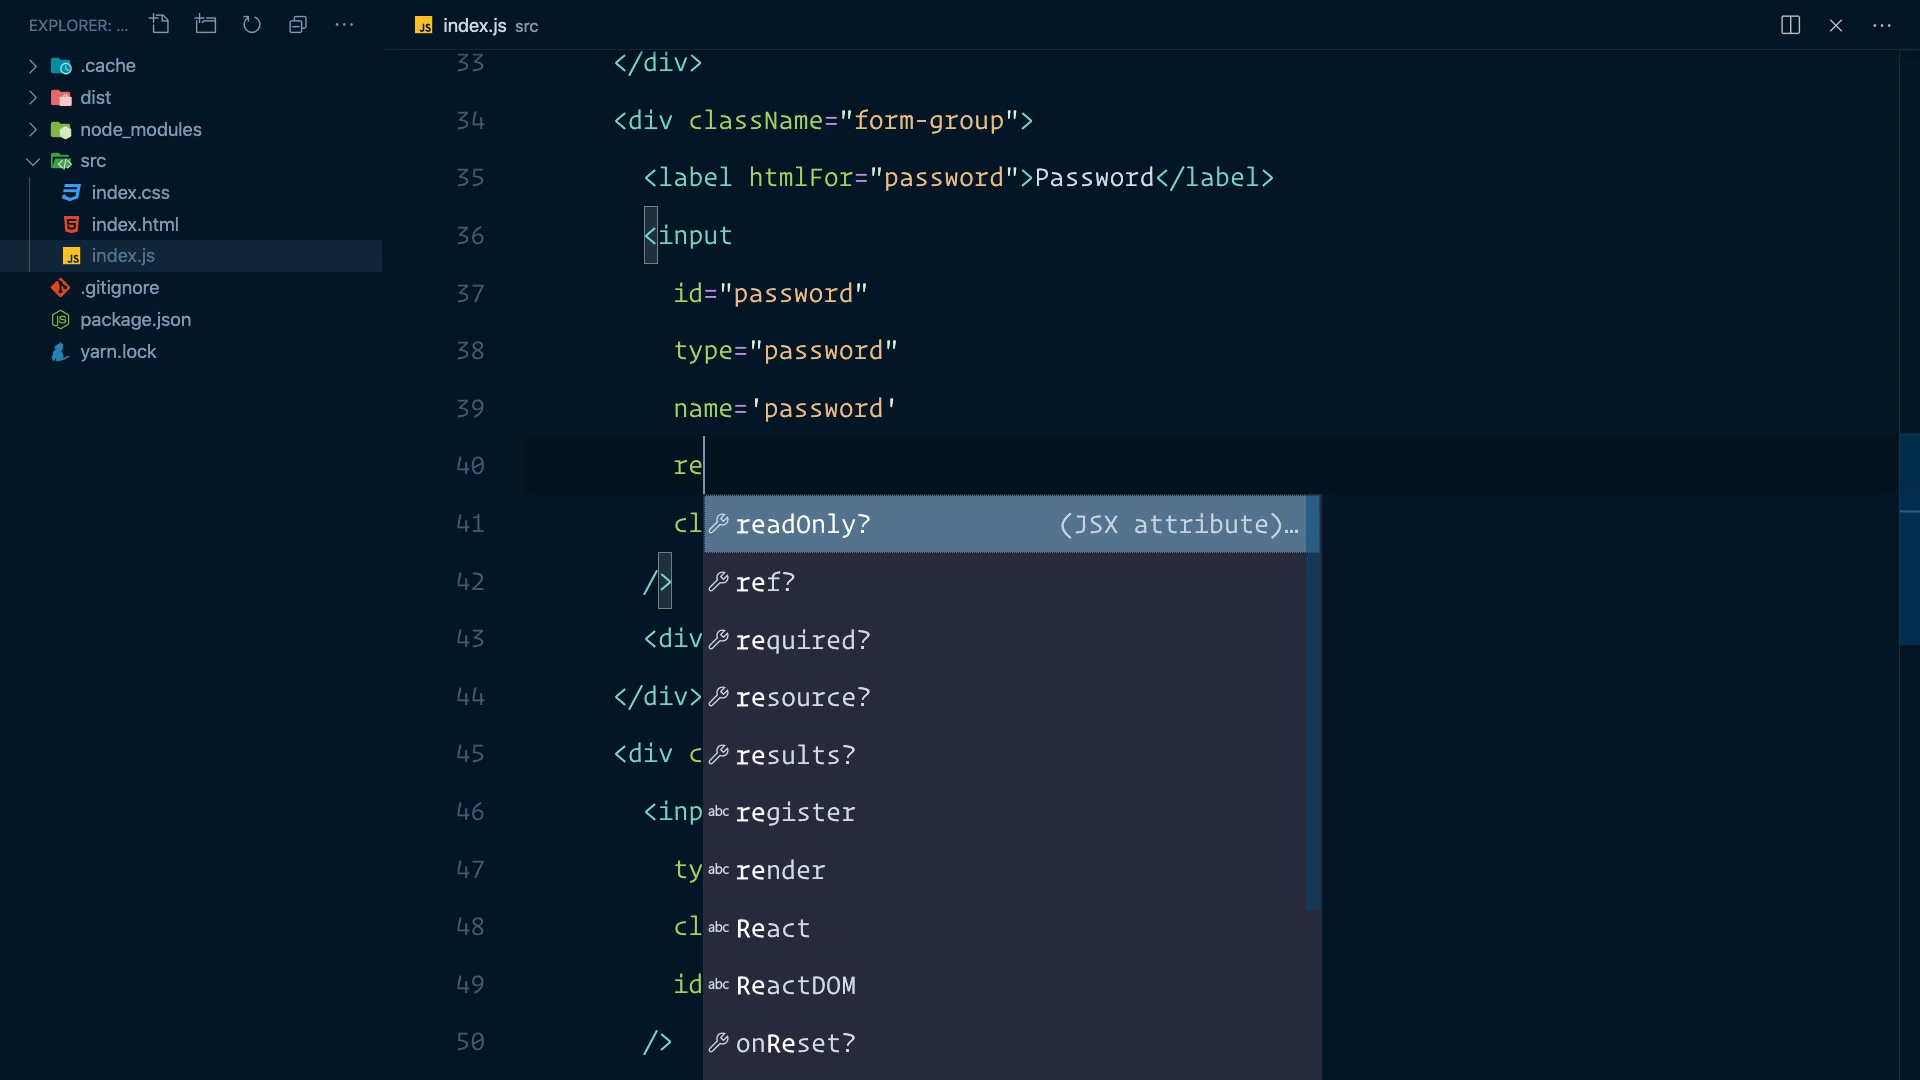 EXPLORER: ...
index.js src
.cache
dist
node_modules
src
index.css
index.html
index.js
.gitignore
package.json
yarn.lock
33 </div>
34 <div className="form-group">
35 <label htmlFor="password">Password</label>
36 <input
37 id="password"
38 type="password"
39 name='password'
40 re
41 cl
42 />
43 <div
44 </div>
45 <div c
46 <inp
47 ty
48 cl
49 id
50 />
readOnly? (JSX attribute)...
ref?
required?
resource?
results?
abc register
abc render
abc React
abc ReactDOM
onReset?